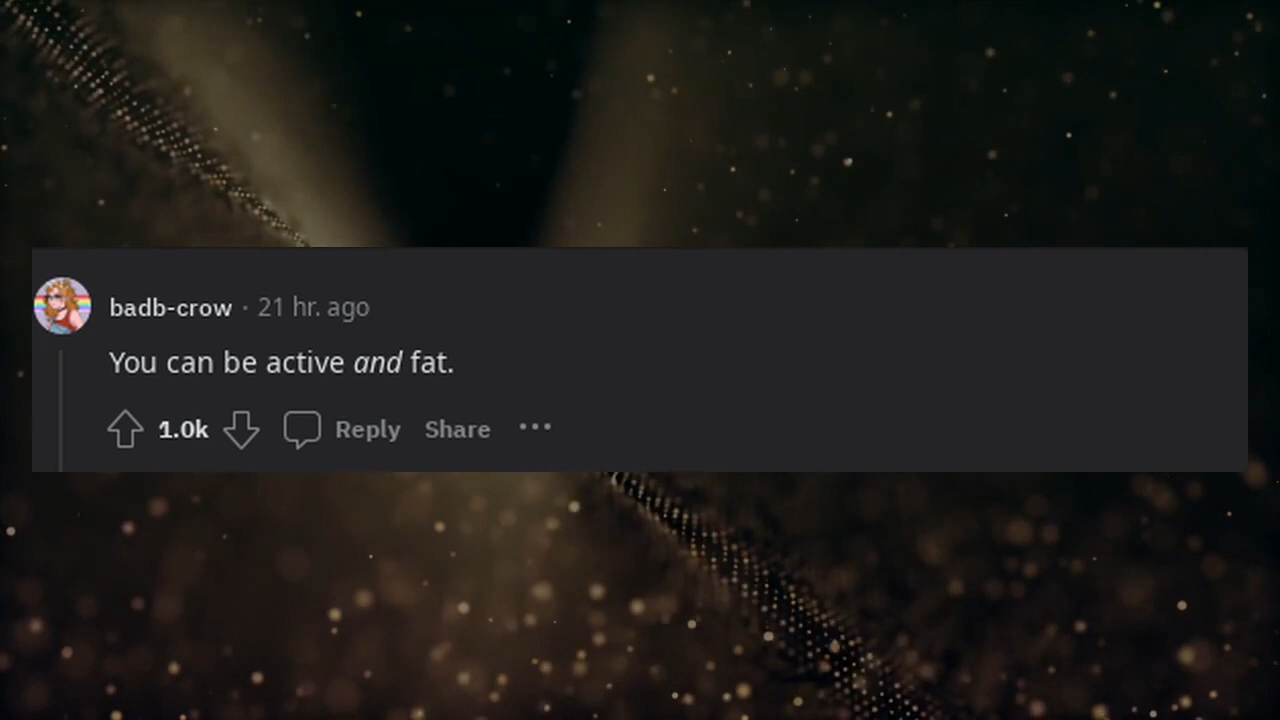 badb-crow · 21 hr. ago
You can be active and fat.
1.0k Reply Share